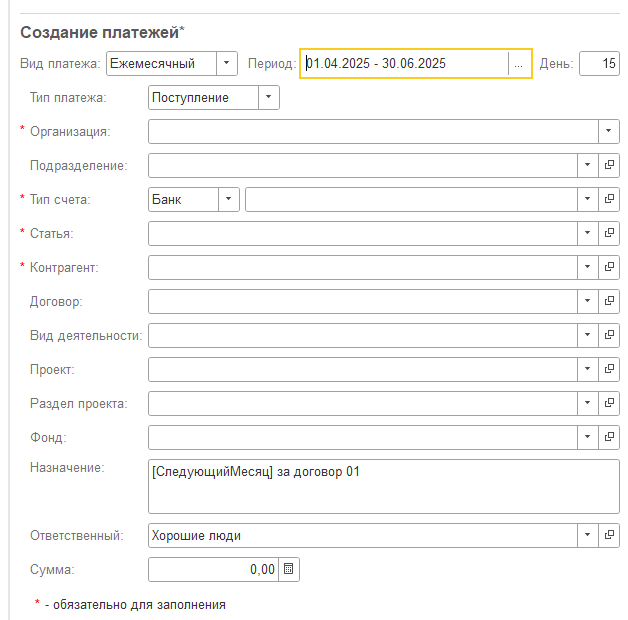 Создание платежей*
Вид платежа: Ежемесячный Период: 01.04.2025 - 30.06.2025 ... День: 15
Тип платежа: Поступление
* Организация:
Подразделение:
* Тип счета: Банк
* Статья:
* Контрагент:
Договор:
Вид деятельности:
Проект:
Раздел проекта:
Фонд:
Назначение: [СледующийМесяц] за договор 01
Ответственный: Хорошие люди
Сумма: 0,00
* - обязательно для заполнения